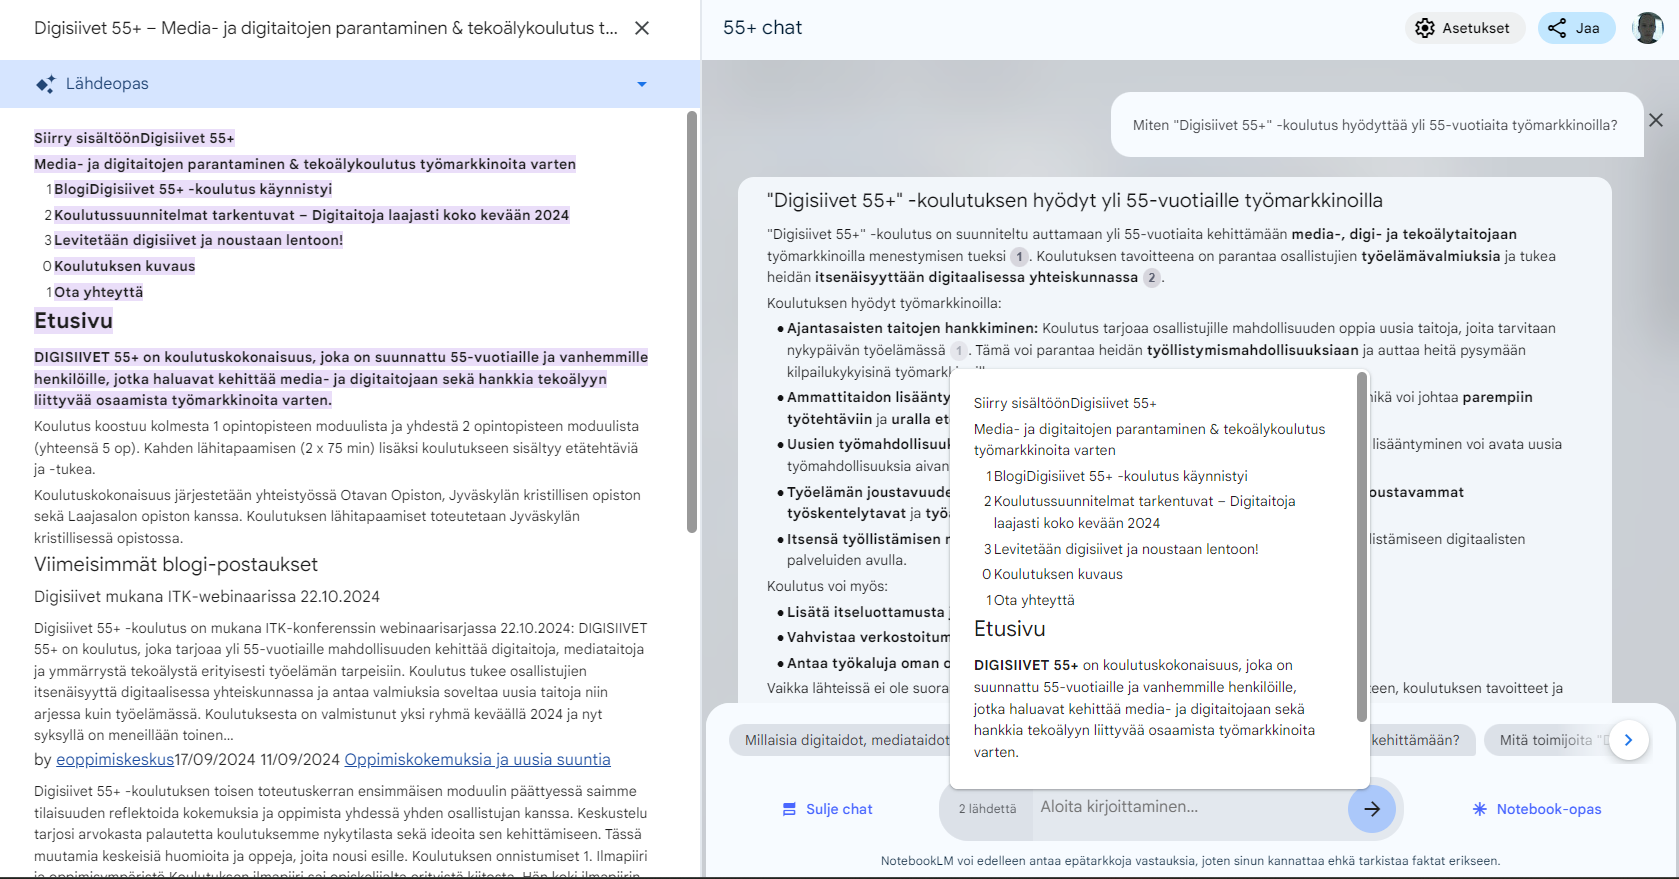 Digisiivet 55+ – Media- ja digitaitojen parantaminen & tekoälykoulutus t...
Lähdeopas
Siirry sisältöönDigisiivet 55+
Media- ja digitaitojen parantaminen & tekoälykoulutus työmarkkinoita varten
1 BlogiDigisiivet 55+ -koulutus käynnistyi
2 Koulutussuunnitelmat tarkentuvat – Digitaitoja laajasti koko kevään 2024
3 Levitetään digisiivet ja noustaan lentoon!
0 Koulutuksen kuvaus
1 Ota yhteyttä
Etusivu
DIGISIIVET 55+ on koulutuskokonaisuus, joka on suunnattu 55-vuotiaille ja vanhemmille
henkilöille, jotka haluavat kehittää media- ja digitaitojaan sekä hankkia tekoälyyn
liittyvää osaamista työmarkkinoita varten.
Koulutus koostuu kolmesta 1 opintopisteen moduulista ja yhdestä 2 opintopisteen moduulista
(yhteensä 5 op). Kahden lähitapaamisen (2 x 75 min) lisäksi koulutukseen sisältyy etätehtäviä
ja -tukea.
Koulutuskokonaisuus järjestetään yhteistyössä Otavan Opiston, Jyväskylän kristillisen opiston
sekä Laajasalon opiston kanssa. Koulutuksen lähitapaamiset toteutetaan Jyväskylän
kristillisessä opistossa.
Viimeisimmät blogi-postaukset
Digisiivet mukana ITK-webinaarissa 22.10.2024
Digisiivet 55+ -koulutus on mukana ITK-konferenssin webinaarisarjassa 22.10.2024: DIGISIIVET
55+ on koulutus, joka tarjoaa yli 55-vuotiaille mahdollisuuden kehittää digitaitoja, mediataitoja
ja ymmärrystä tekoälystä erityisesti työelämän tarpeisiin. Koulutus tukee osallistujien
itsenäisyyttä digitaalisessa yhteiskunnassa ja antaa valmiuksia soveltaa uusia taitoja niin
arjessa kuin työelämässä. Koulutuksesta on valmistunut yksi ryhmä keväällä 2024 ja nyt
syksyllä on meneillään toinen...
by eoppimiskeskus17/09/2024 11/09/2024 Oppimiskokemuksia ja uusia suuntia
Digisiivet 55+ -koulutuksen toisen toteutuskerran ensimmäisen moduulin päättyessä saimme
tilaisuuden reflektoida kokemuksia ja oppimista yhdessä yhden osallistujan kanssa. Keskustelu
tarjosi arvokasta palautetta koulutuksemme nykytilasta sekä ideoita sen kehittämiseen. Tässä
muutamia keskeisiä huomioita ja oppeja, joita nousi esille. Koulutuksen onnistumiset 1. Ilmapiiri
ja oppimisympäristö Koulutuksen ilmapiiri sai opiskelijalta erityistä kiitosta. Hän koki ilmapiirin
55+ chat
Asetukset
Jaa
Miten "Digisiivet 55+" -koulutus hyödyttää yli 55-vuotiaita työmarkkinoilla?
"Digisiivet 55+" -koulutuksen hyödyt yli 55-vuotiaille työmarkkinoilla
"Digisiivet 55+" -koulutus on suunniteltu auttamaan yli 55-vuotiaita kehittämään media-, digi- ja tekoälytaitojaan
työmarkkinoilla menestymisen tueksi 1. Koulutuksen tavoitteena on parantaa osallistujien työelämävalmiuksia ja tukea
heidän itsenäisyyttään digitaalisessa yhteiskunnassa 2.
Koulutuksen hyödyt työmarkkinoilla:
• Ajantasaisten taitojen hankkiminen: Koulutus tarjoaa osallistujille mahdollisuuden oppia uusia taitoja, joita tarvitaan
nykypäivän työelämässä 1. Tämä voi parantaa heidän työllistymismahdollisuuksiaan ja auttaa heitä pysymään
kilpailukykyisinä työmarkkinoilla.
• Ammattitaidon lisäänty nikä voi johtaa parempiin
työtehtäviin ja uralla et
• Uusien työmahdollisuuk lisääntyminen voi avata uusia
työmahdollisuuksia aivan
• Työelämän joustavuude oustavammat
työskentelytavat ja työ
• Itsensä työllistämisen r listämiseen digitaalisten
palveluiden avulla.
Koulutus voi myös:
• Lisätä itseluottamusta j
• Vahvistaa verkostoitum
• Antaa työkaluja oman o
Vaikka lähteissä ei ole suora teen, koulutuksen tavoitteet ja
Siirry sisältöönDigisiivet 55+
Media- ja digitaitojen parantaminen & tekoälykoulutus
työmarkkinoita varten
1 BlogiDigisiivet 55+ -koulutus käynnistyi
2 Koulutussuunnitelmat tarkentuvat – Digitaitoja
laajasti koko kevään 2024
3 Levitetään digisiivet ja noustaan lentoon!
0 Koulutuksen kuvaus
1 Ota yhteyttä
Etusivu
DIGISIIVET 55+ on koulutuskokonaisuus, joka on
suunnattu 55-vuotiaille ja vanhemmille henkilöille,
jotka haluavat kehittää media- ja digitaitojaan sekä
hankkia tekoälyyn liittyvää osaamista työmarkkinoita
varten.
Millaisia digitaidot, mediataidot kehittämään?
Mitä toimijoita "D
Sulje chat
2 lähdettä
Aloita kirjoittaminen...
Notebook-opas
NotebookLM voi edelleen antaa epätarkkoja vastauksia, joten sinun kannattaa ehkä tarkistaa faktat erikseen.